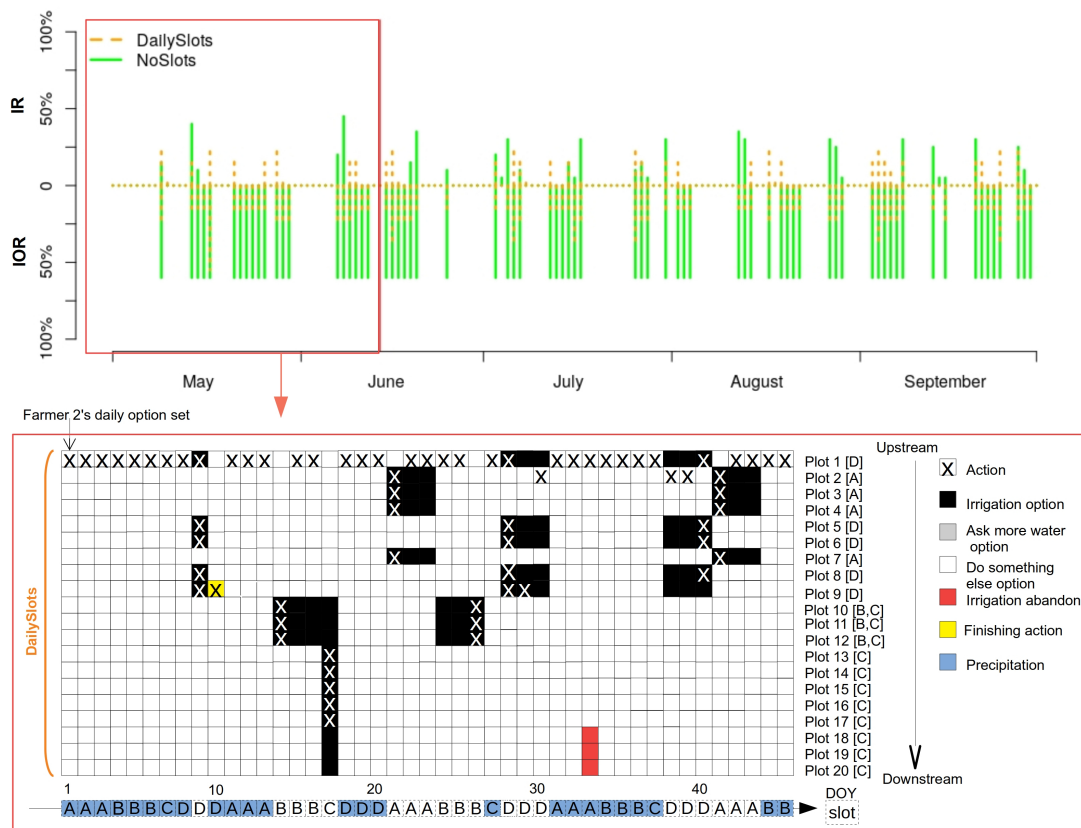 100%
DailySlots
NoSlots
IR
50%
0
IOR
50%
100%
May June July August September
Farmer 2's daily option set
Upstream
Plot 1 [D]
Plot 2 [A]
Plot 3 [A]
Plot 4 [A]
Plot 5 [D]
Plot 6 [D]
Plot 7 [A]
Plot 8 [D]
Plot 9 [D]
Plot 10 [B,C]
Plot 11 [B,C]
Plot 12 [B,C]
Plot 13 [C]
Plot 14 [C]
Plot 15 [C]
Plot 16 [C]
Plot 17 [C]
Plot 18 [C]
Plot 19 [C]
Plot 20 [C]
DailySlots
X Action
Irrigation option
Ask more water
option
Do something
else option
Irrigation abandon
Finishing action
Precipitation
Downstream
1 10 20 30 40 DOY
A A A B B B C D D D A A A B B B C D D D A A A B B B C D D D A A A B B B C D D D A A A B B slot